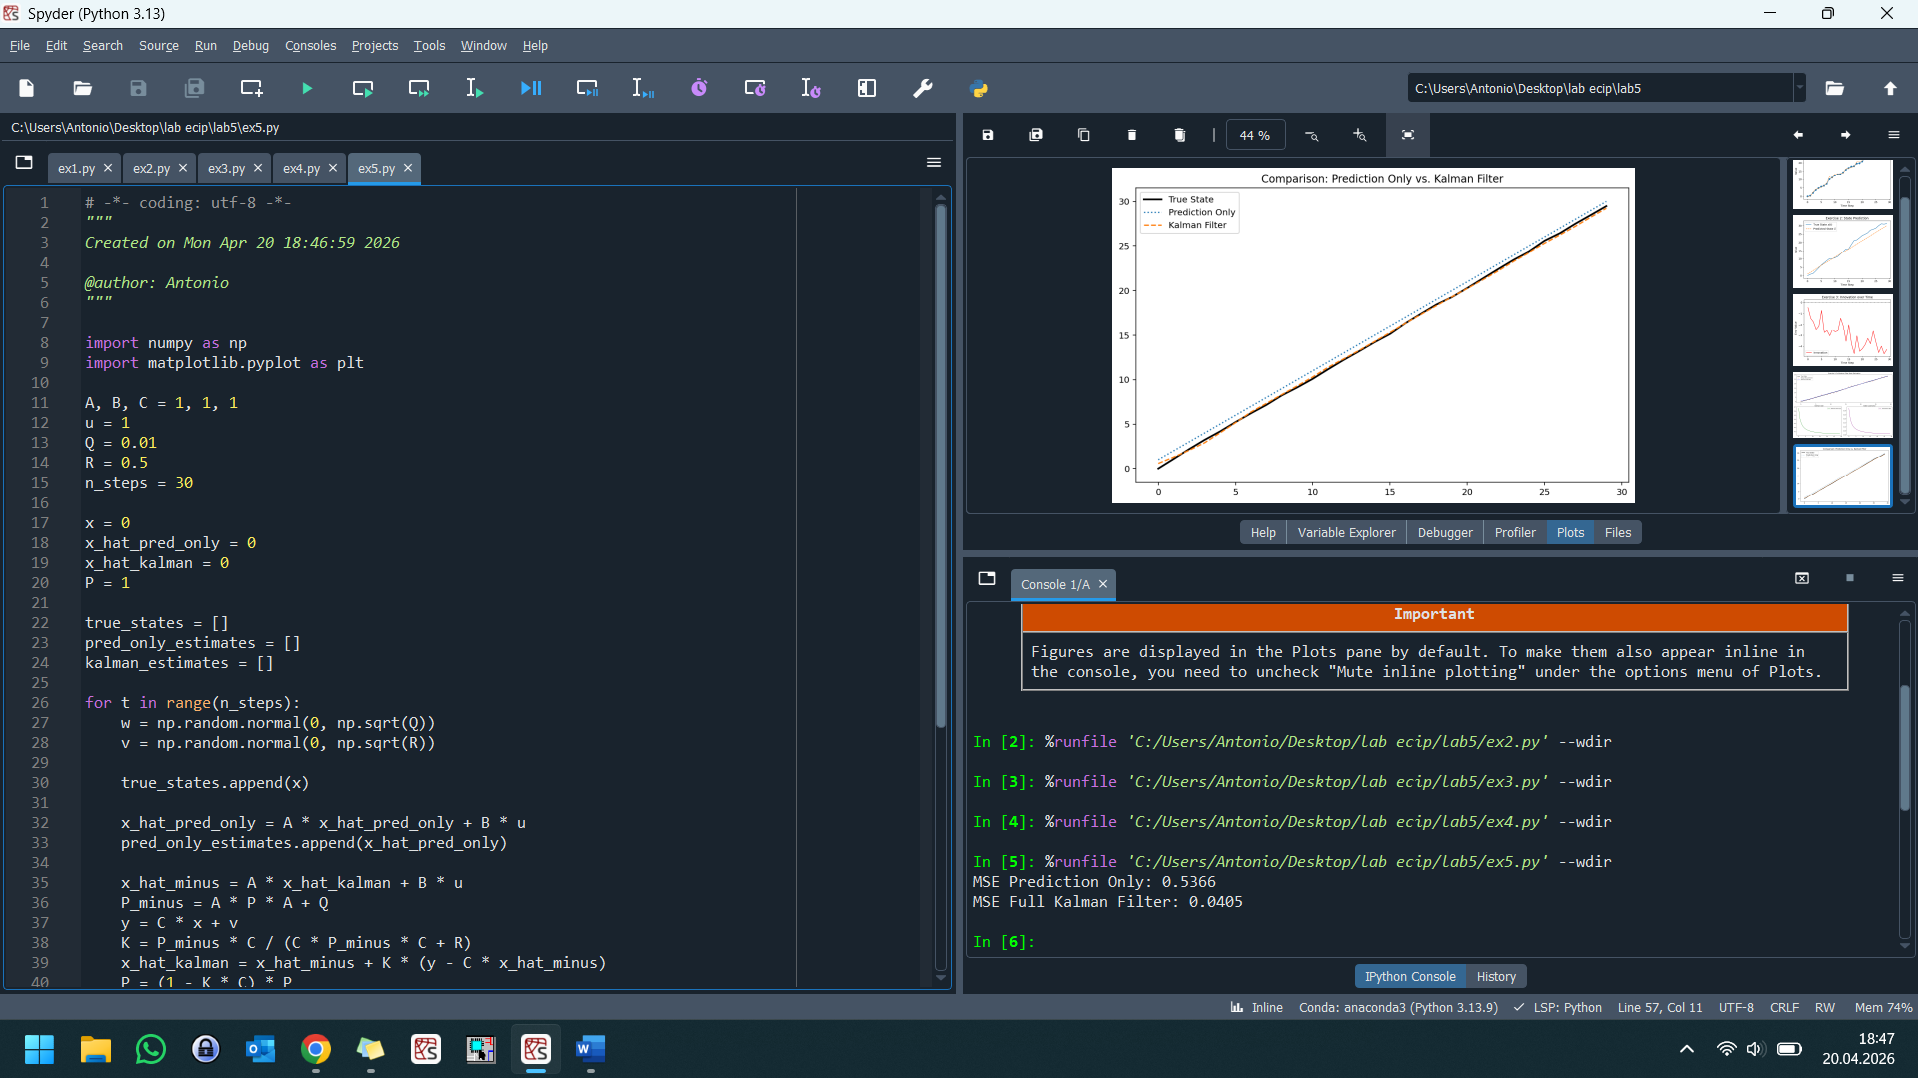 Spyder (Python 3.13)
File Edit Search Source Run Debug Consoles Projects Tools Window Help
C:\Users\Antonio\Desktop\lab ecip\lab5
C:\Users\Antonio\Desktop\lab ecip\lab5\ex5.py
ex1.py ex2.py ex3.py ex4.py ex5.py
1 # -*- coding: utf-8 -*-
2 """
3 Created on Mon Apr 20 18:46:59 2026
4
5 @author: Antonio
6 """
7
8 import numpy as np
9 import matplotlib.pyplot as plt
10
11 A, B, C = 1, 1, 1
12 u = 1
13 Q = 0.01
14 R = 0.5
15 n_steps = 30
16
17 x = 0
18 x_hat_pred_only = 0
19 x_hat_kalman = 0
20 P = 1
21
22 true_states = []
23 pred_only_estimates = []
24 kalman_estimates = []
25
26 for t in range(n_steps):
27     w = np.random.normal(0, np.sqrt(Q))
28     v = np.random.normal(0, np.sqrt(R))
29
30     true_states.append(x)
31
32     x_hat_pred_only = A * x_hat_pred_only + B * u
33     pred_only_estimates.append(x_hat_pred_only)
34
35     x_hat_minus = A * x_hat_kalman + B * u
36     P_minus = A * P * A + Q
37     y = C * x + v
38     K = P_minus * C / (C * P_minus * C + R)
39     x_hat_kalman = x_hat_minus + K * (y - C * x_hat_minus)
40     P = (1 - K * C) * P
44 %
Comparison: Prediction Only vs. Kalman Filter
True State
Prediction Only
Kalman Filter
30
25
20
15
10
5
0
0 5 10 15 20 25 30
Help Variable Explorer Debugger Profiler Plots Files
Console 1/A
Important
Figures are displayed in the Plots pane by default. To make them also appear inline in
the console, you need to uncheck "Mute inline plotting" under the options menu of Plots.
In [2]: %runfile 'C:/Users/Antonio/Desktop/lab ecip/lab5/ex2.py' --wdir
In [3]: %runfile 'C:/Users/Antonio/Desktop/lab ecip/lab5/ex3.py' --wdir
In [4]: %runfile 'C:/Users/Antonio/Desktop/lab ecip/lab5/ex4.py' --wdir
In [5]: %runfile 'C:/Users/Antonio/Desktop/lab ecip/lab5/ex5.py' --wdir
MSE Prediction Only: 0.5366
MSE Full Kalman Filter: 0.0405
In [6]:
IPython Console History
Inline Conda: anaconda3 (Python 3.13.9) LSP: Python Line 57, Col 11 UTF-8 CRLF RW Mem 74%
18:47
20.04.2026